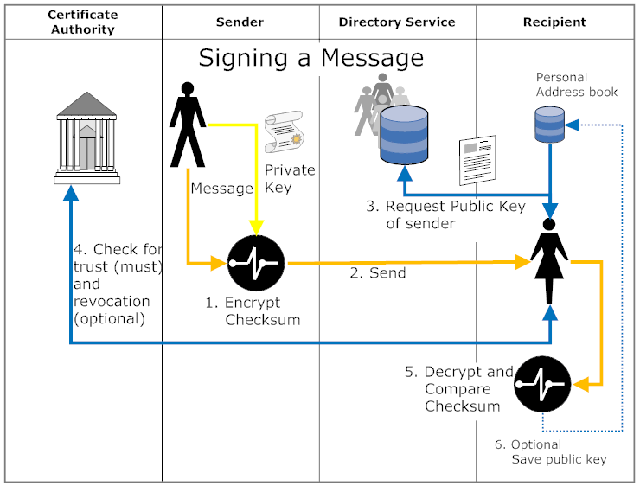 Certificate
Authority
Sender
Directory Service
Recipient
Signing a Message
Personal
Address book
Message
Private
Key
3. Request Public Key
of sender
4. Check for
trust (must)
and
revocation
(optional)
1. Encrypt
Checksum
2. Send
5. Decrypt and
Compare
Checksum
6. Optional
Save public key